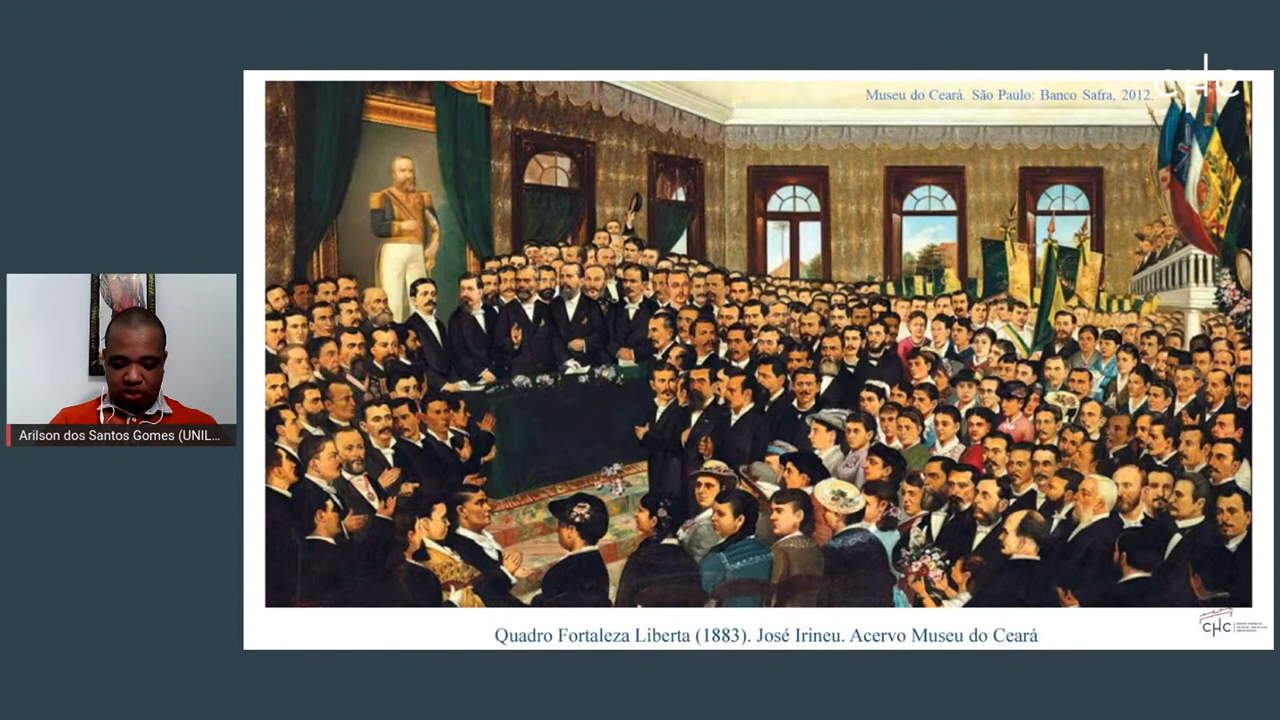 CHC
Museu do Ceará. São Paulo: Banco Safra, 2012.
Arilson dos Santos Gomes (UNIL...
Quadro Fortaleza Liberta (1883). José Irineu. Acervo Museu do Ceará
CHC